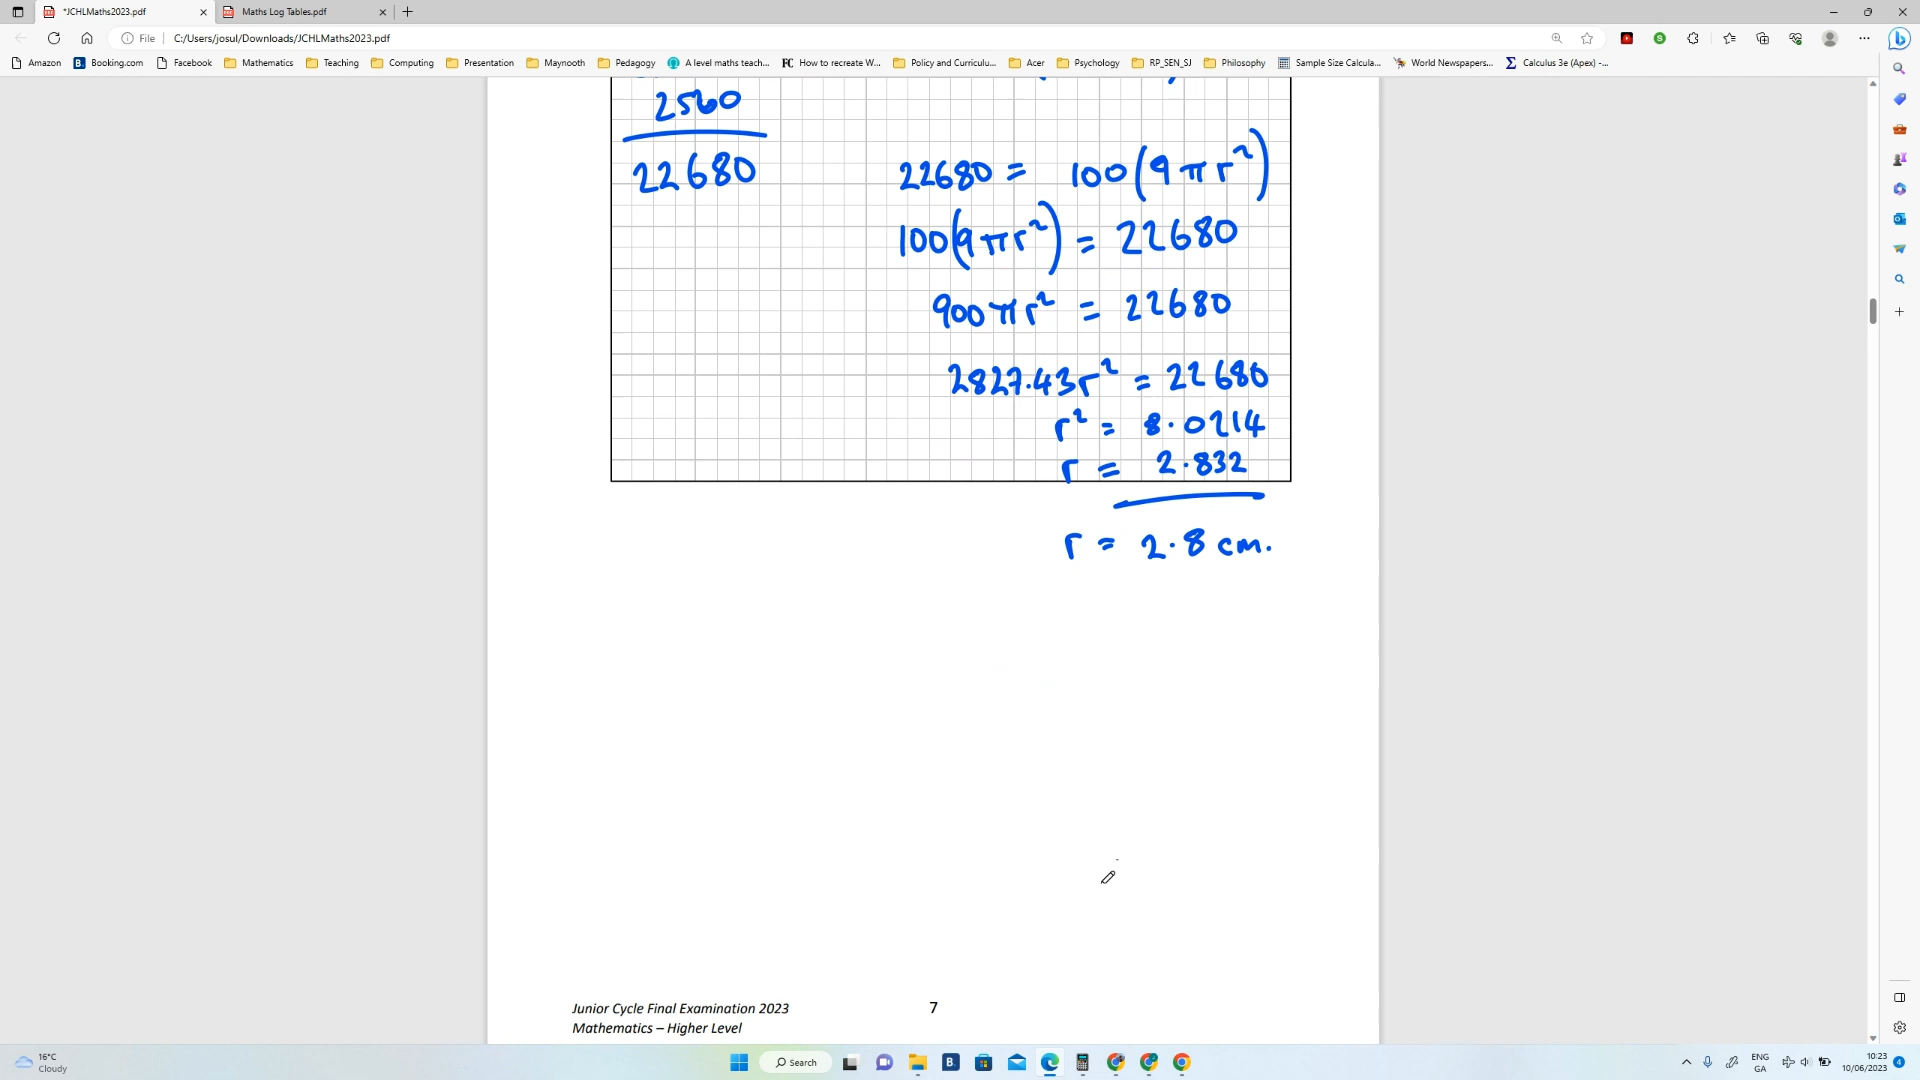 *JCHLMaths2023.pdf
Maths Log Tables.pdf
File
C:/Users/josul/Downloads/JCHLMaths2023.pdf
Amazon
Booking.com
Facebook
Mathematics
Teaching
Computing
Presentation
Maynooth
Pedagogy
A level maths teach...
How to recreate W...
Policy and Curriculu...
Acer
Psychology
RP_SEN_SJ
Philosophy
Sample Size Calcula...
World Newspapers...
Calculus 3e (Apex) -...
2560
22680
22680 = 100(9πr²)
100(9πr²) = 22680
900πr² = 22680
2827.43r² = 22680
r² = 8.0214
r = 2.832
r = 2.8 cm.
Junior Cycle Final Examination 2023
7
Mathematics – Higher Level
16°C
Cloudy
Search
ENG
GA
10:23
10/06/2023
4